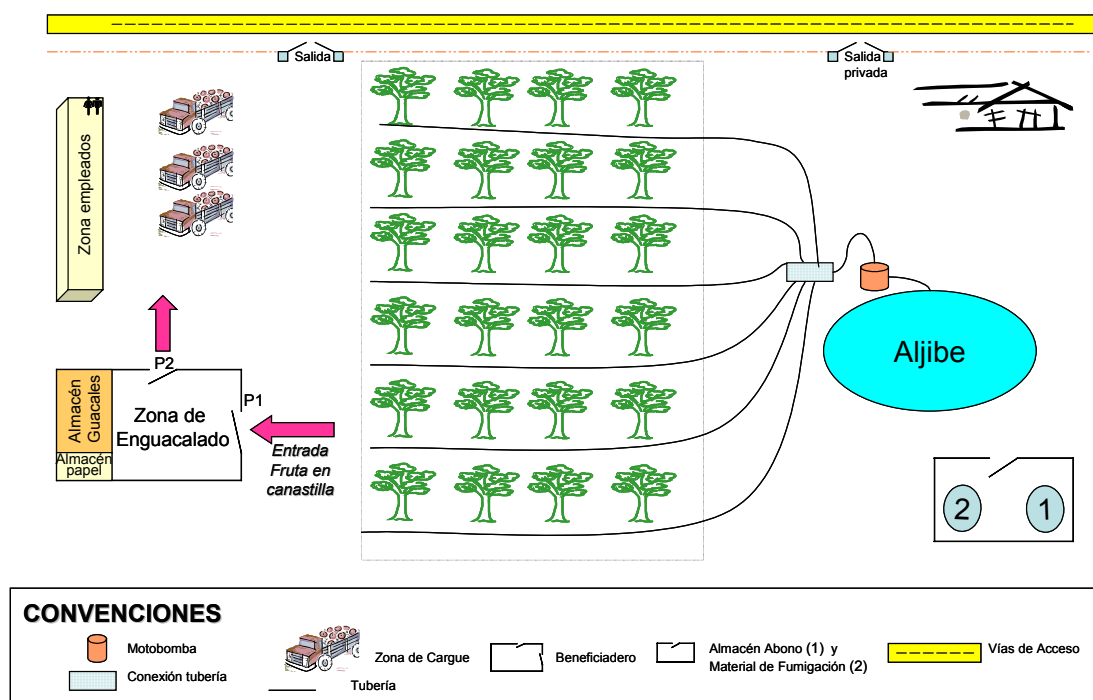 Salida
Salida
privada
Zona empleados
P2
P1
Almacén
Guacales
Zona de
Enguacalado
Almacén
papel
Entrada
Fruta en
canastilla
Aljibe
2
1
CONVENCIONES
Motobomba
Conexión tubería
Zona de Cargue
Tubería
Beneficiadero
Almacén Abono (1) y
Material de Fumigación (2)
Vías de Acceso